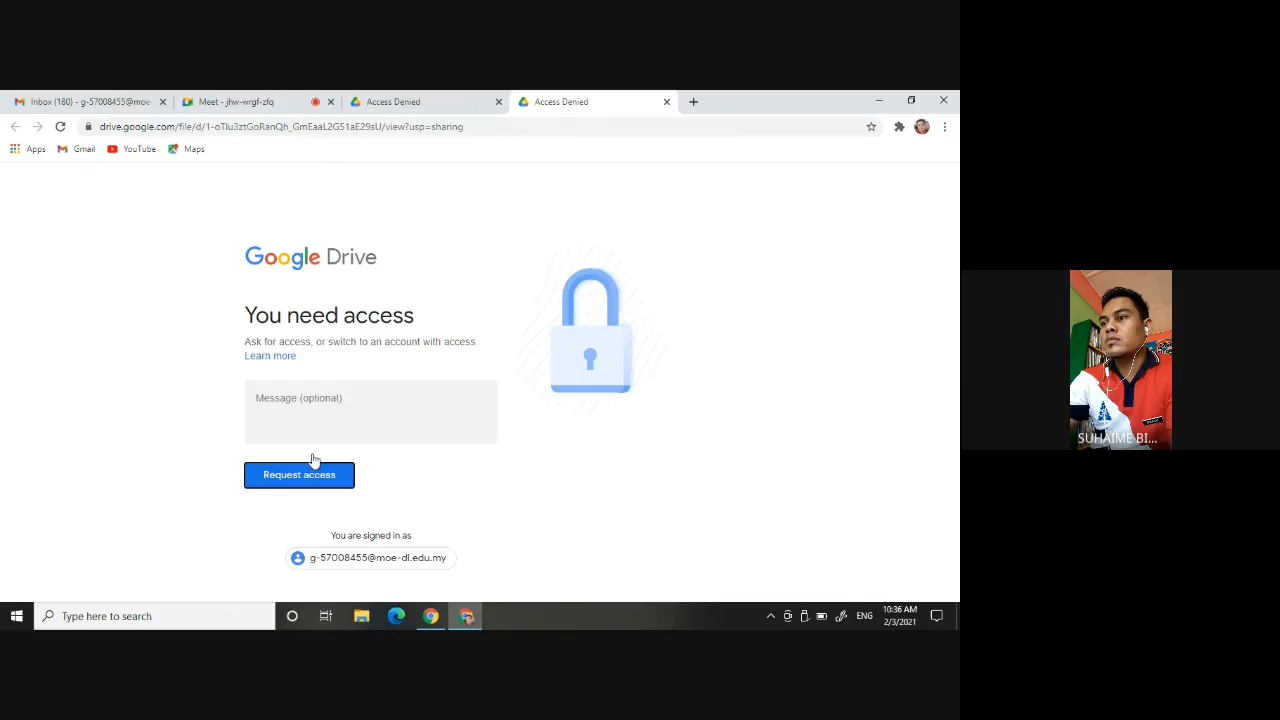 Inbox (180) - g-57008455@moe-
Meet - jhw-wrgf-zfq
Access Denied
Access Denied
drive.google.com/file/d/1-oTlu3ztGoRanQh_GmEaaL2G51aE29sU/view?usp=sharing
Apps
Gmail
YouTube
Maps
Google Drive
You need access
Ask for access, or switch to an account with access.
Learn more
Message (optional)
Request access
You are signed in as
g-57008455@moe-dl.edu.my
SUHAIME BI...
Type here to search
ENG
10:36 AM
2/3/2021